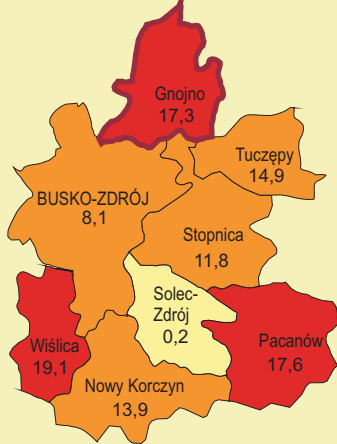 Gnojno
17,3
Tuczępy
14,9
BUSKO-ZDRÓJ
8,1
Stopnica
11,8
Solec-
Zdrój
0,2
Wiślica
19,1
Pacanów
17,6
Nowy Korczyn
13,9